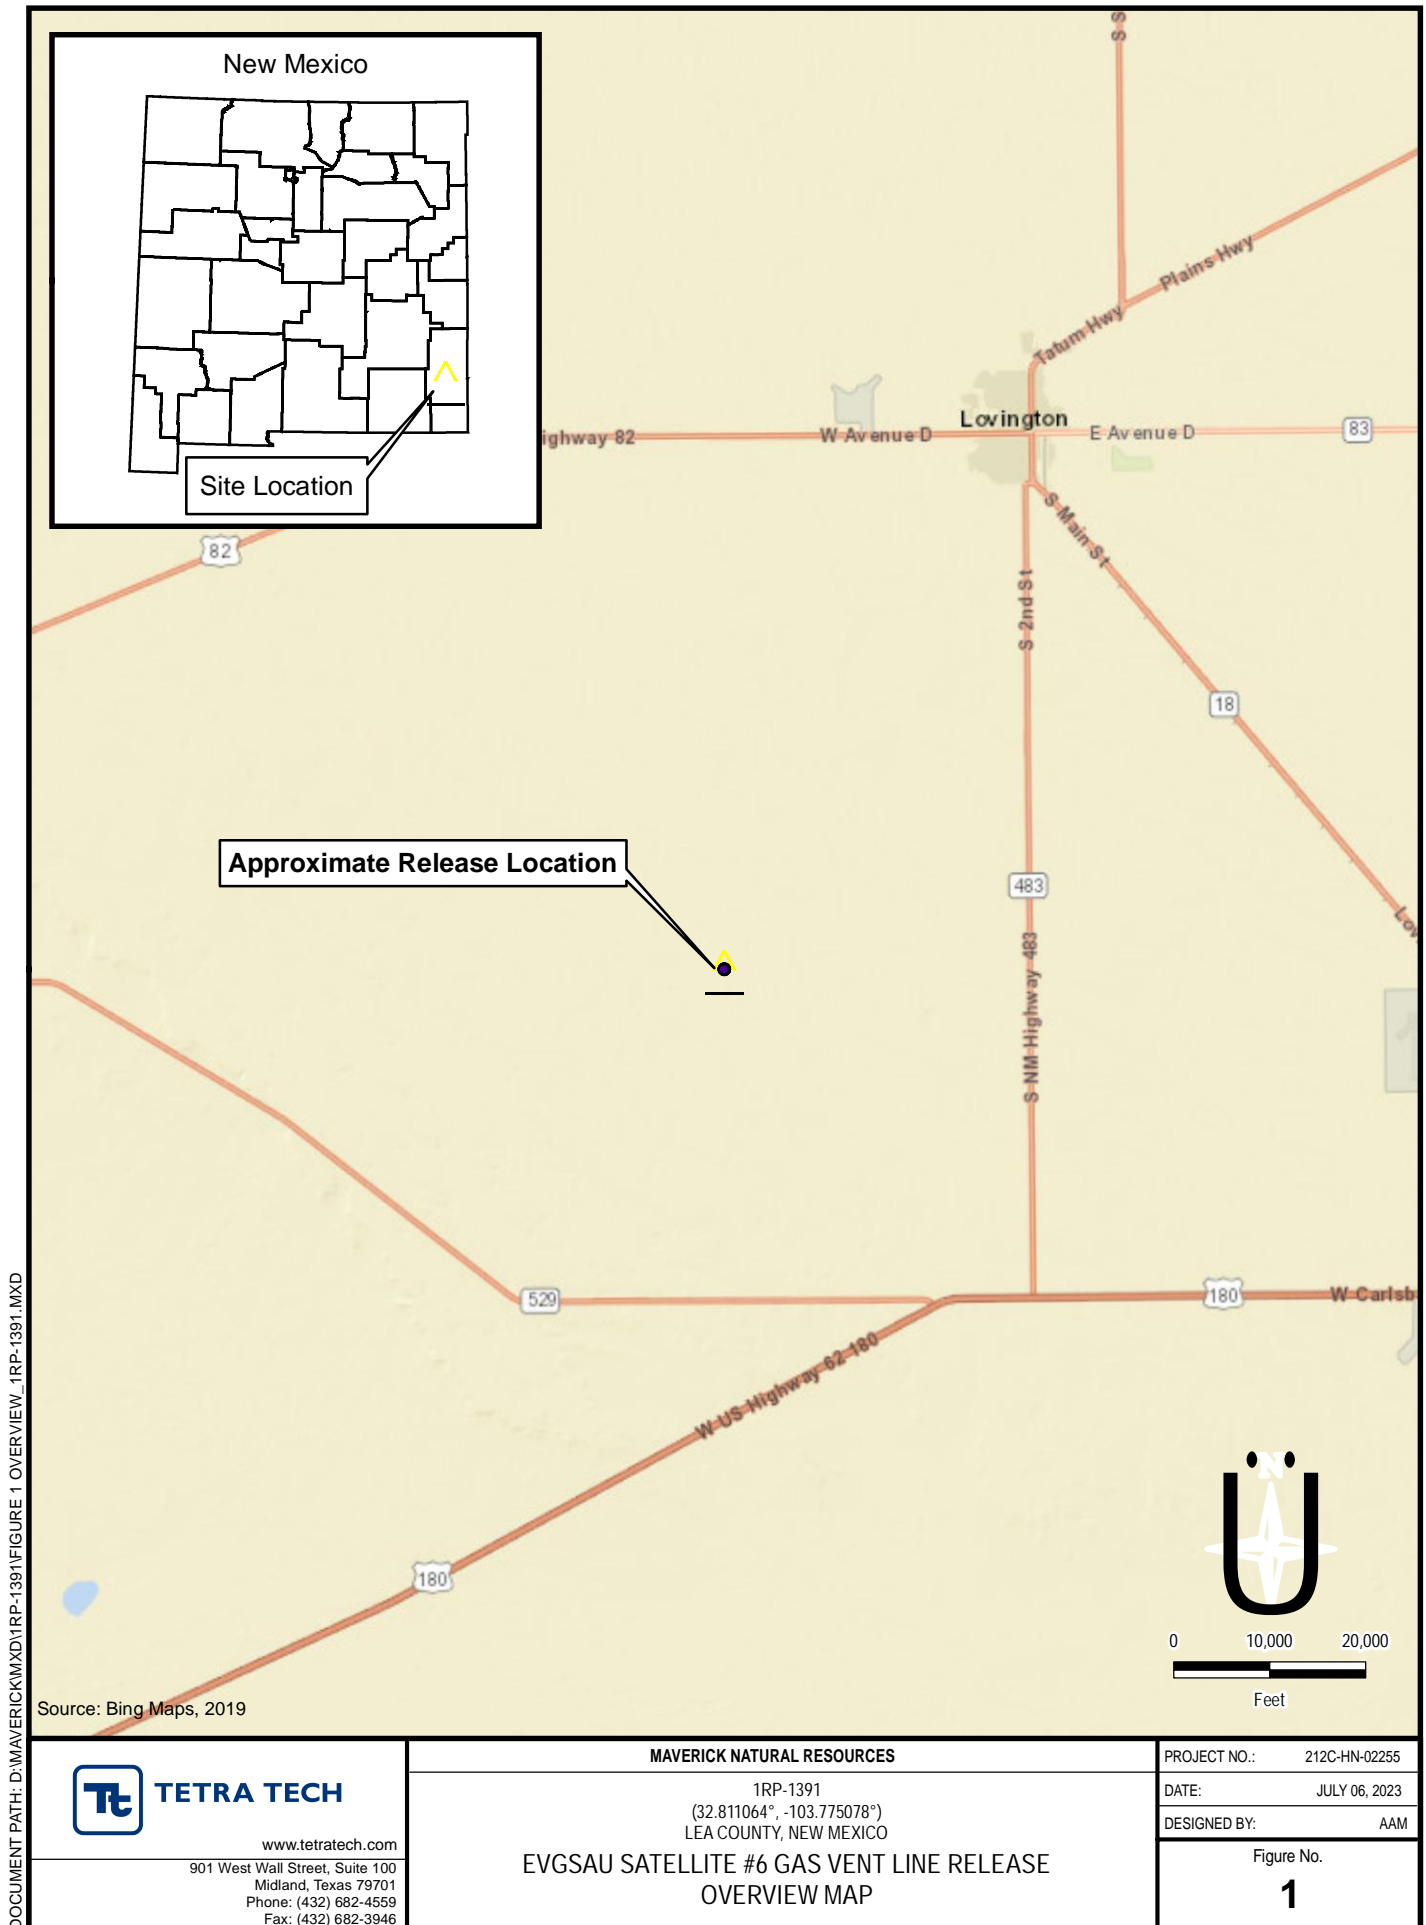 New Mexico
Site Location
S S
Plains Hwy
Tatum Hwy
Lovington
ighway 82
W Avenue D
E Avenue D
83
82
S Main St
S 2nd St
18
Approximate Release Location
483
Lov
S NM Highway 483
529
180
W Carlsb
W US Highway 62 180
180
N
Ü
0 10,000 20,000
Feet
Source: Bing Maps, 2019
DOCUMENT PATH: D:\MAVERICK\MXD\1RP-1391\FIGURE 1 OVERVIEW_1RP-1391.MXD
Tt TETRA TECH
www.tetratech.com
901 West Wall Street, Suite 100
Midland, Texas 79701
Phone: (432) 682-4559
Fax: (432) 682-3946
MAVERICK NATURAL RESOURCES
1RP-1391
(32.811064°, -103.775078°)
LEA COUNTY, NEW MEXICO
EVGSAU SATELLITE #6 GAS VENT LINE RELEASE
OVERVIEW MAP
PROJECT NO.: 212C-HN-02255
DATE: JULY 06, 2023
DESIGNED BY: AAM
Figure No.
1